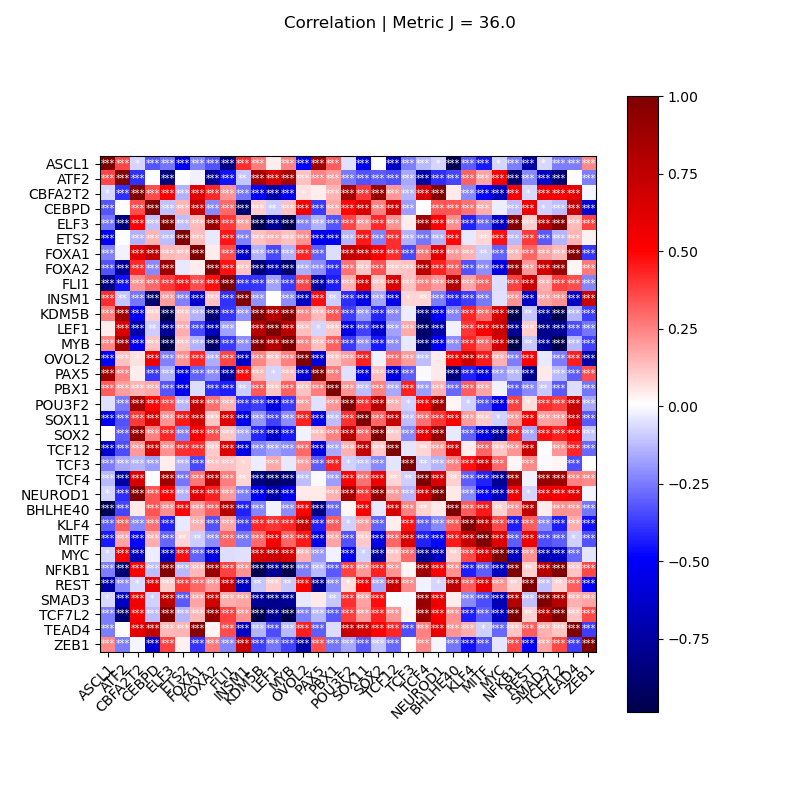 Correlation | Metric J = 36.0
ASCL1
ATF2
CBFA2T2
CEBPD
ELF3
ETS2
FOXA1
FOXA2
FLI1
INSM1
KDM5B
LEF1
MYB
OVOL2
PAX5
PBX1
POU3F2
SOX11
SOX2
TCF12
TCF3
TCF4
NEUROD1
BHLHE40
KLF4
MITF
MYC
NFKB1
REST
SMAD3
TCF7L2
TEAD4
ZEB1
ASCL1
ATF2
CBFA2T2
CEBPD
ELF3
ETS2
FOXA1
FOXA2
FLI1
INSM1
KDM5B
LEF1
MYB
OVOL2
PAX5
PBX1
POU3F2
SOX11
SOX2
TCF12
TCF3
TCF4
NEUROD1
BHLHE40
KLF4
MITF
MYC
NFKB1
REST
SMAD3
TCF7L2
TEAD4
ZEB1
1.00
0.75
0.50
0.25
0.00
−0.25
−0.50
−0.75